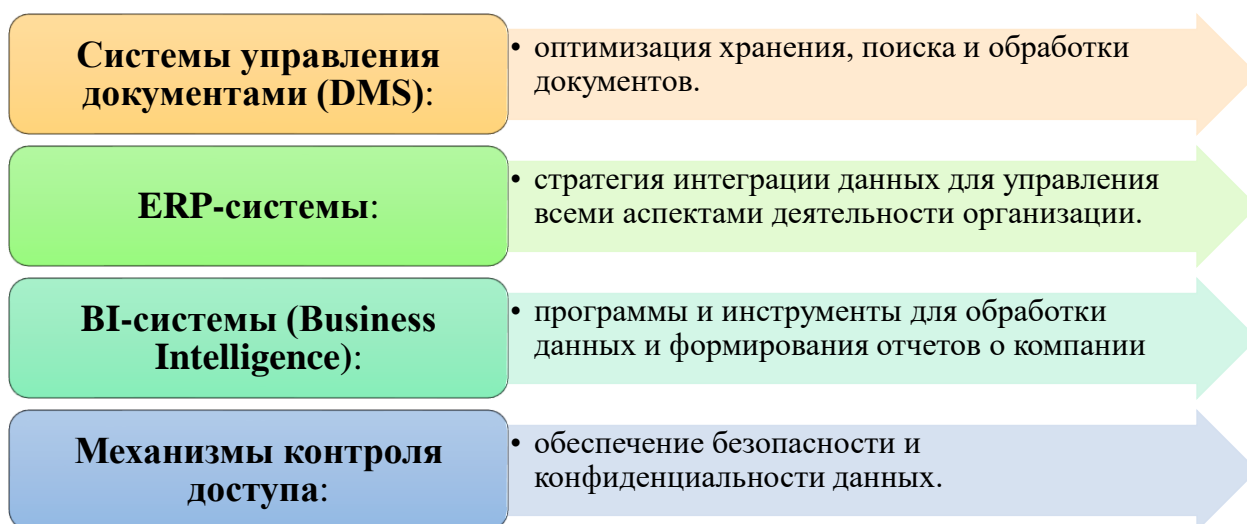 Системы управления
документами (DMS):
• оптимизация хранения, поиска и обработки
документов.
ERP-системы:
• стратегия интеграции данных для управления
всеми аспектами деятельности организации.
BI-системы (Business
Intelligence):
• программы и инструменты для обработки
данных и формирования отчетов о компании
Механизмы контроля
доступа:
• обеспечение безопасности и
конфиденциальности данных.